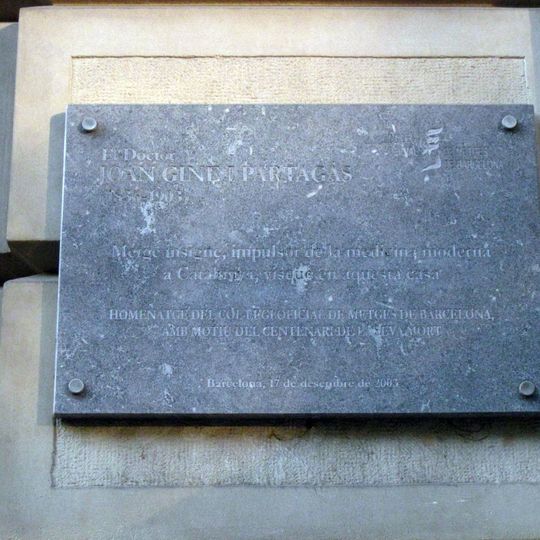 El Doctor
JOAN GINÉ I PARTAGÀS
Metge insigne, impulsor de la medicina moderna
a Catalunya, visqué en aquesta casa
HOMENATGE DEL COL·LEGI OFICIAL DE METGES DE BARCELONA,
AMB MOTIU DEL CENTENARI DE LA SEVA MORT
Barcelona, 17 de desembre de 2003
DE BARCELONA